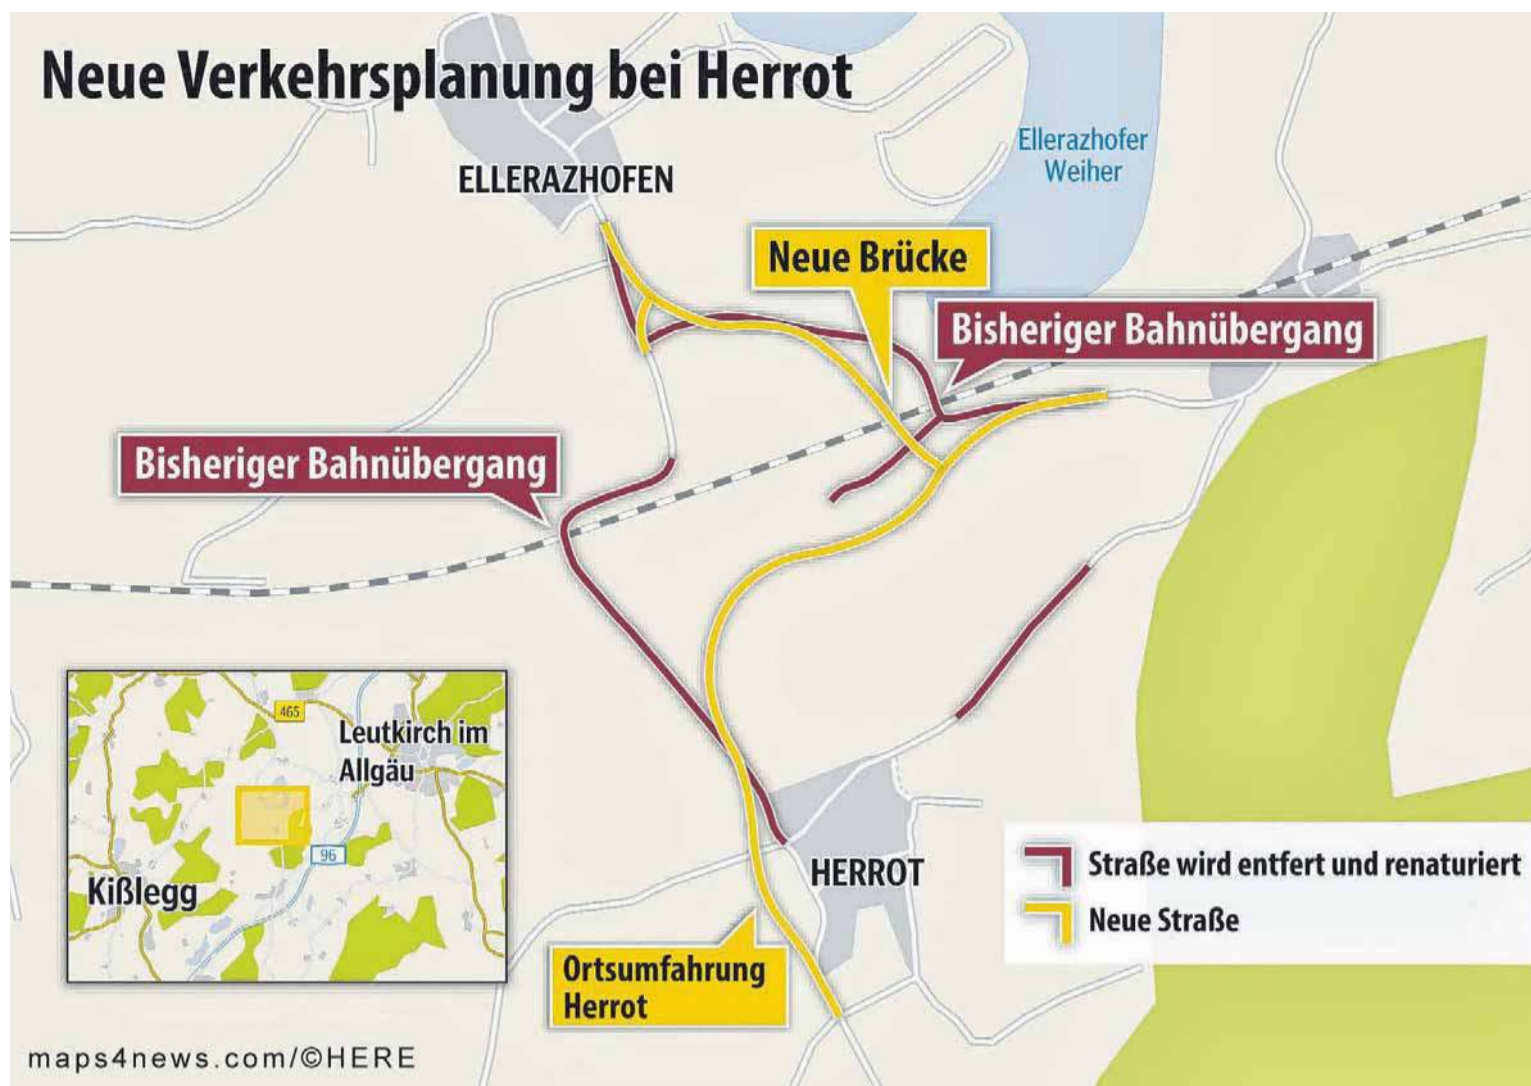 Neue Verkehrsplanung bei Herrot
ELLERAZHOFEN
Ellerazhofer
Weiher
Neue Brücke
Bisheriger Bahnübergang
Bisheriger Bahnübergang
465
Leutkirch im
Allgäu
96
Kißlegg
HERROT
Ortsumfahrung
Herrot
Straße wird entfert und renaturiert
Neue Straße
maps4news.com/©HERE